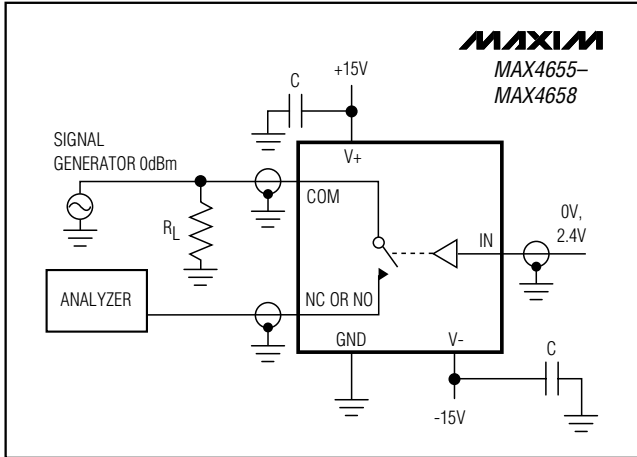 MAXIM
MAX4655–
MAX4658
+15V
C
SIGNAL
GENERATOR 0dBm
V+
COM
RL
IN
0V,
2.4V
ANALYZER
NC OR NO
GND
V-
C
-15V